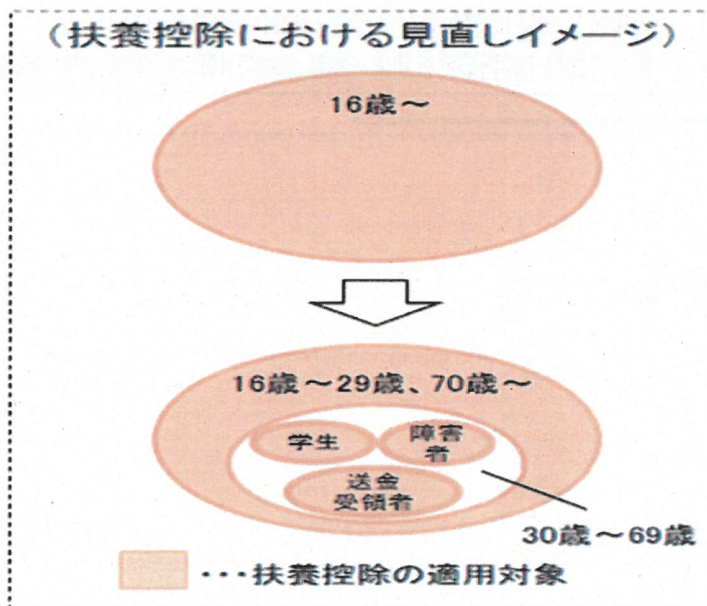 (扶養控除における見直しイメージ)
16歳～
16歳～29歳、70歳～
学生
障害
者
送金
受領者
30歳～69歳
・・・扶養控除の適用対象